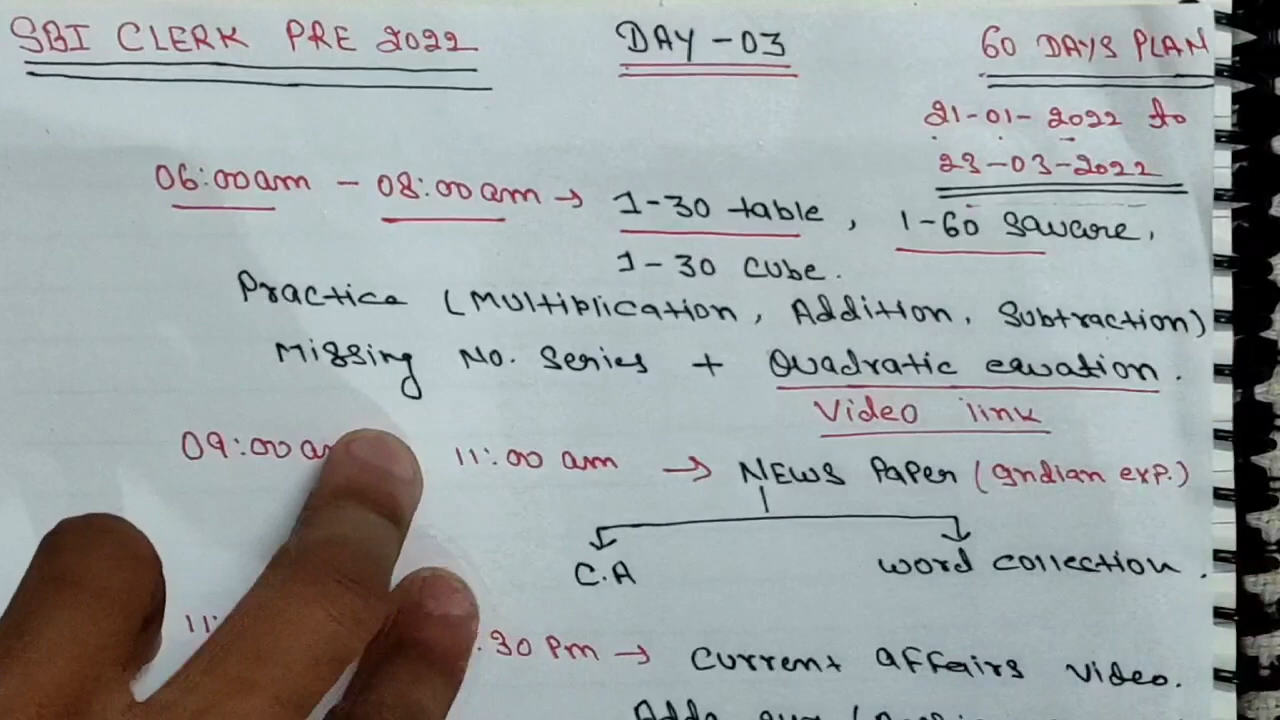 SBI CLERK PRE 2022 DAY-03 60 DAYS PLAN
21-01-2022 to
23-03-2022
06:00am - 08:00am → 1-30 table, 1-60 Square,
1-30 cube.
Practice (Multiplication, Addition, Subtraction)
Missing No. Series + Quadratic equation.
Video link
09:00 am 11:00 am → NEWS Paper (Indian exp.)
C.A word collection.
11: .30 Pm → Current affairs video.